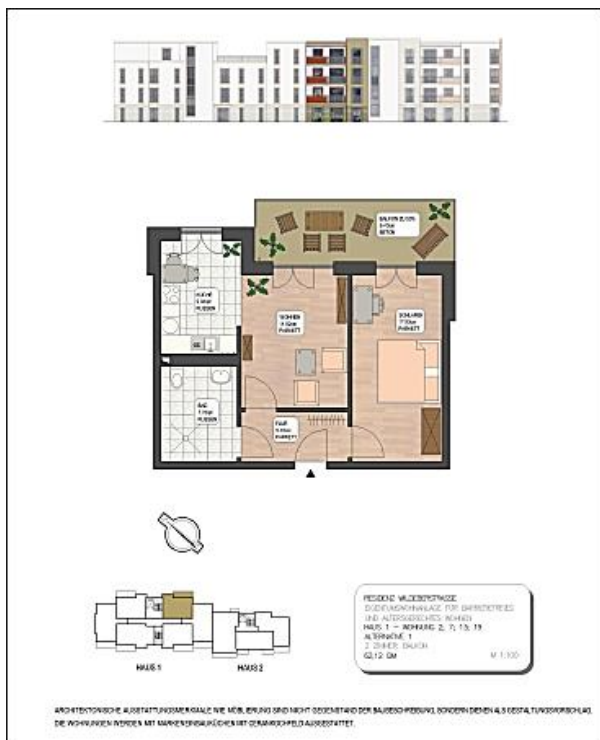 BALKON
BETON
KÜCHE
FLIESEN
WOHNEN
PARKETT
SCHLAFEN
PARKETT
BAD
FLIESEN
FLUR
PARKETT
HAUS 1
HAUS 2
RESIDENZ WILDEBERSTRASSE
EIGENTUMSWOHNANLAGE FÜR BARRIEREFREIES
UND ALTERSGERECHTES WOHNEN
HAUS 1 - WOHNUNG 2, 7, 13, 19
ALTERNATIVE 1
2 ZIMMER, BALKON
62,12 QM M 1:100
ARCHITEKTONISCHE AUSSTATTUNGSMERKMALE WIE MÖBLIERUNG SIND NICHT GEGENSTAND DER BAUBESCHREIBUNG, SONDERN DIENEN ALS GESTALTUNGSVORSCHLAG.
DIE WOHNUNGEN WERDEN MIT MARKENEINBAUKÜCHEN MIT CERANKOCHFELD AUSGESTATTET.